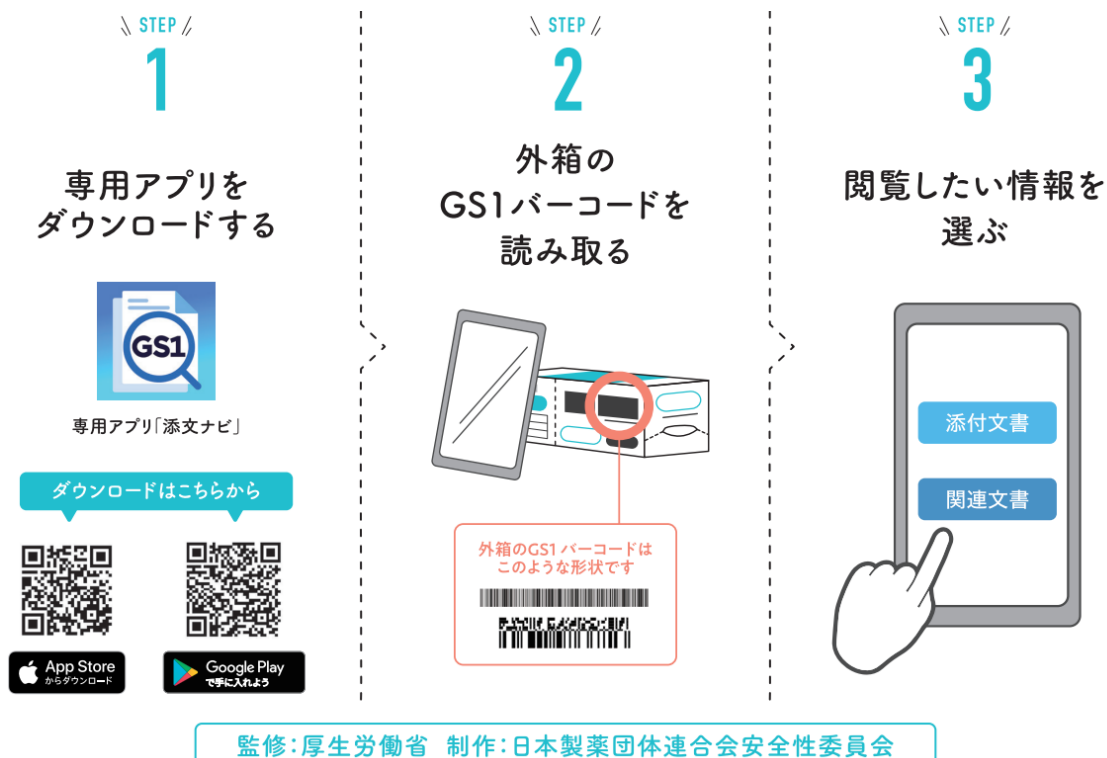 STEP
1
専用アプリを
ダウンロードする
GS1
専用アプリ「添文ナビ」
ダウンロードはこちらから
App Store
からダウンロード
Google Play
で手に入れよう
STEP
2
外箱の
GS1バーコードを
読み取る
外箱のGS1バーコードは
このような形状です
STEP
3
閲覧したい情報を
選ぶ
添付文書
関連文書
監修：厚生労働省 制作：日本製薬団体連合会安全性委員会